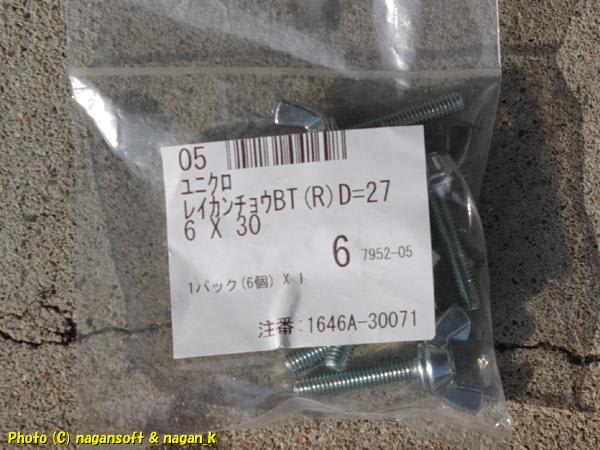 05
ユニクロ
レイカンチョウBT(R)D=27
6 X 30
6 7952-05
1パック(6個) X 1
注番:1646A-30071
Photo (C) nagansoft & nagan_k